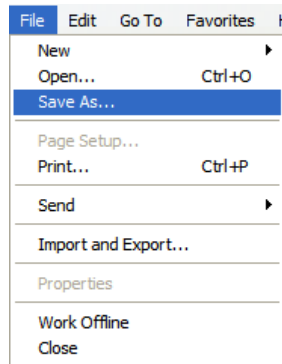 File Edit Go To Favorites
New
Open... Ctrl+O
Save As...
Page Setup...
Print... Ctrl+P
Send
Import and Export...
Properties
Work Offline
Close